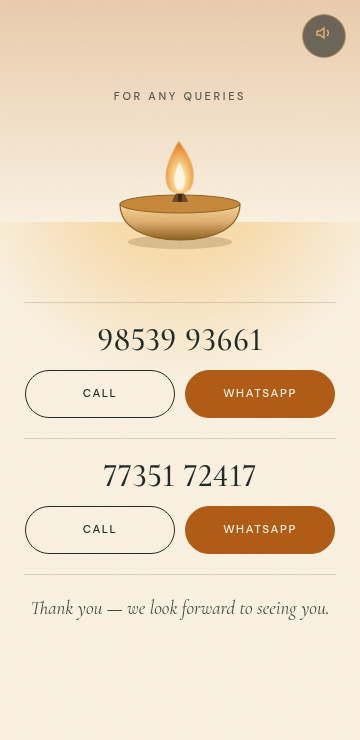 FOR ANY QUERIES
98539 93661
CALL WHATSAPP
77351 72417
CALL WHATSAPP
Thank you — we look forward to seeing you.